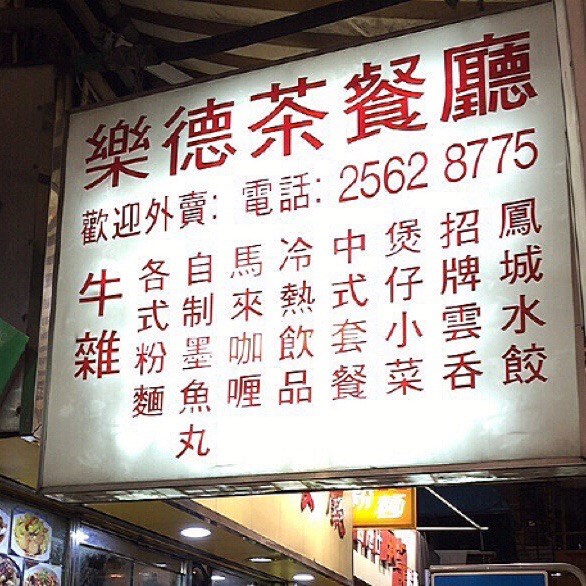 樂德茶餐廳
歡迎外賣: 電話: 2562 8775
鳳城水餃
招牌雲吞
煲仔小菜
中式套餐
冷熱飲品
馬來咖喱
自制墨魚丸
各式粉麵
牛雜
麵